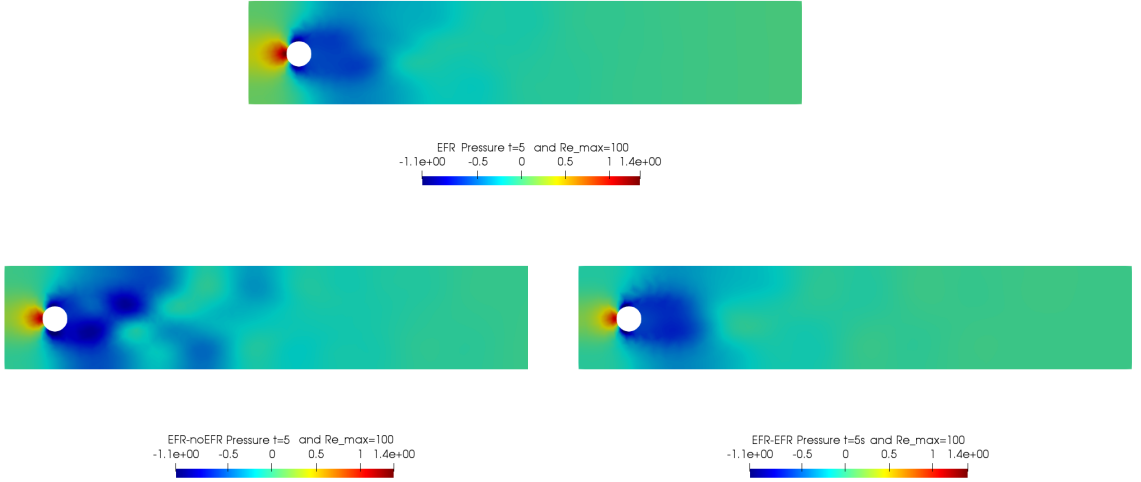 EFR Pressure t=5 and Re_max=100
-1.1e+00 -0.5 0 0.5 1 1.4e+00
EFR-noEFR Pressure t=5 and Re_max=100
-1.1e+00 -0.5 0 0.5 1 1.4e+00
EFR-EFR Pressure t=5s and Re_max=100
-1.1e+00 -0.5 0 0.5 1 1.4e+00